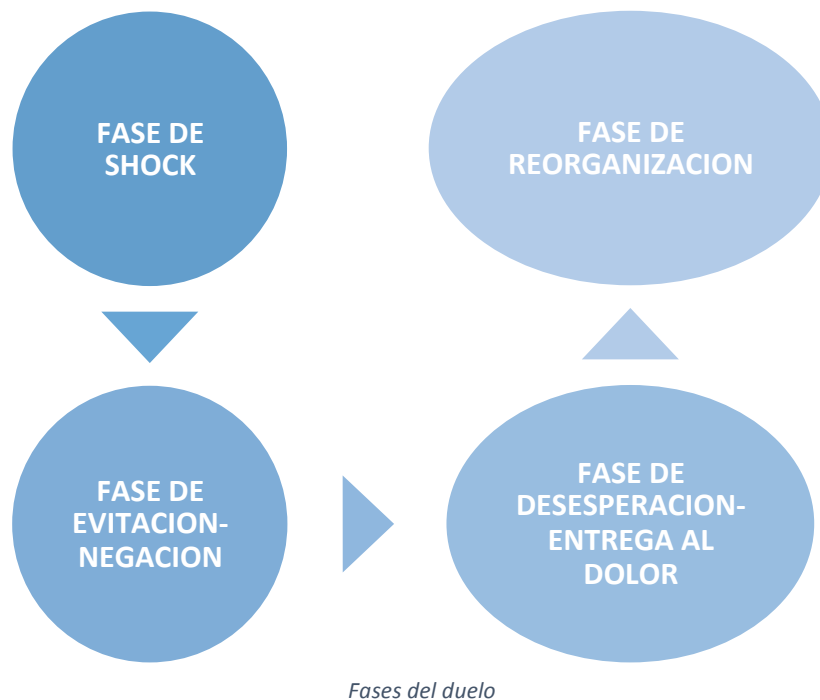 FASE DE
SHOCK
FASE DE
EVITACION-
NEGACION
FASE DE
DESESPERACION-
ENTREGA AL
DOLOR
FASE DE
REORGANIZACION
Fases del duelo